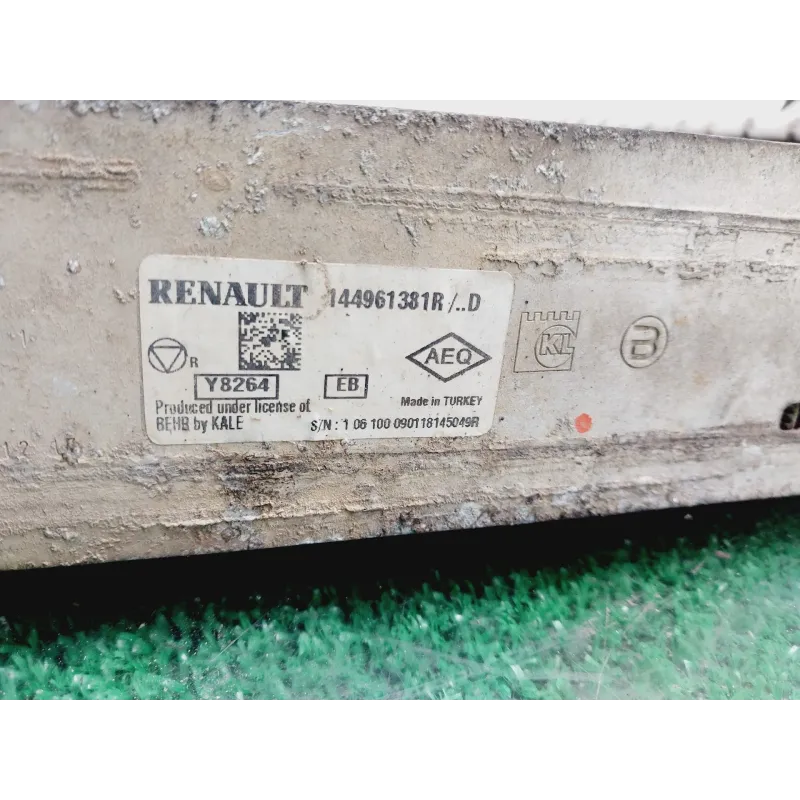 RENAULT 144961381R /..D
R
AEQ
Y8264 EB
Made in TURKEY
Produced under license of
BEHR by KALE
S/N : 1 06 100 090118145049R
KL
B